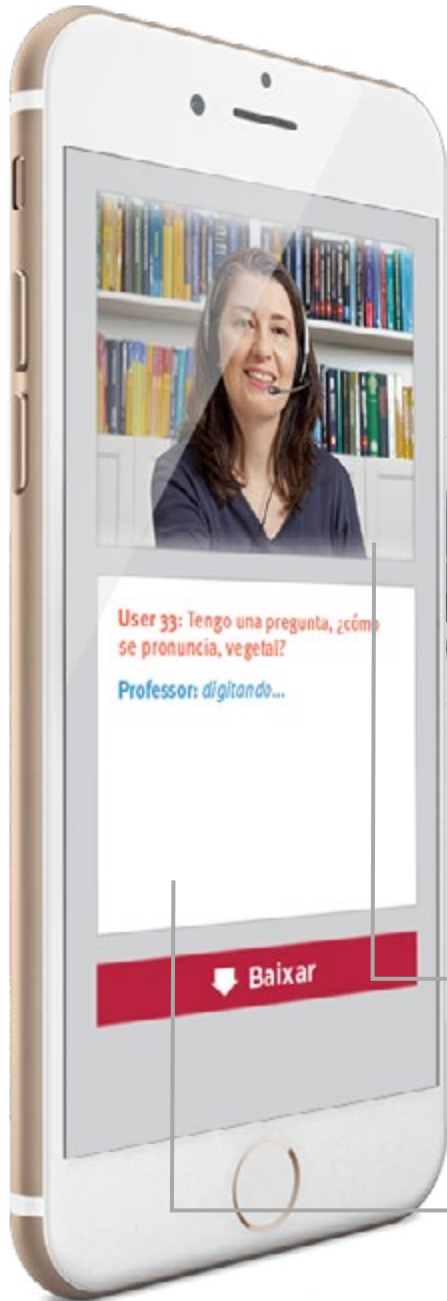 User 33: Tengo una pregunta, ¿cómo
se pronuncia, vegetal?
Professor: digitando...
Baixar